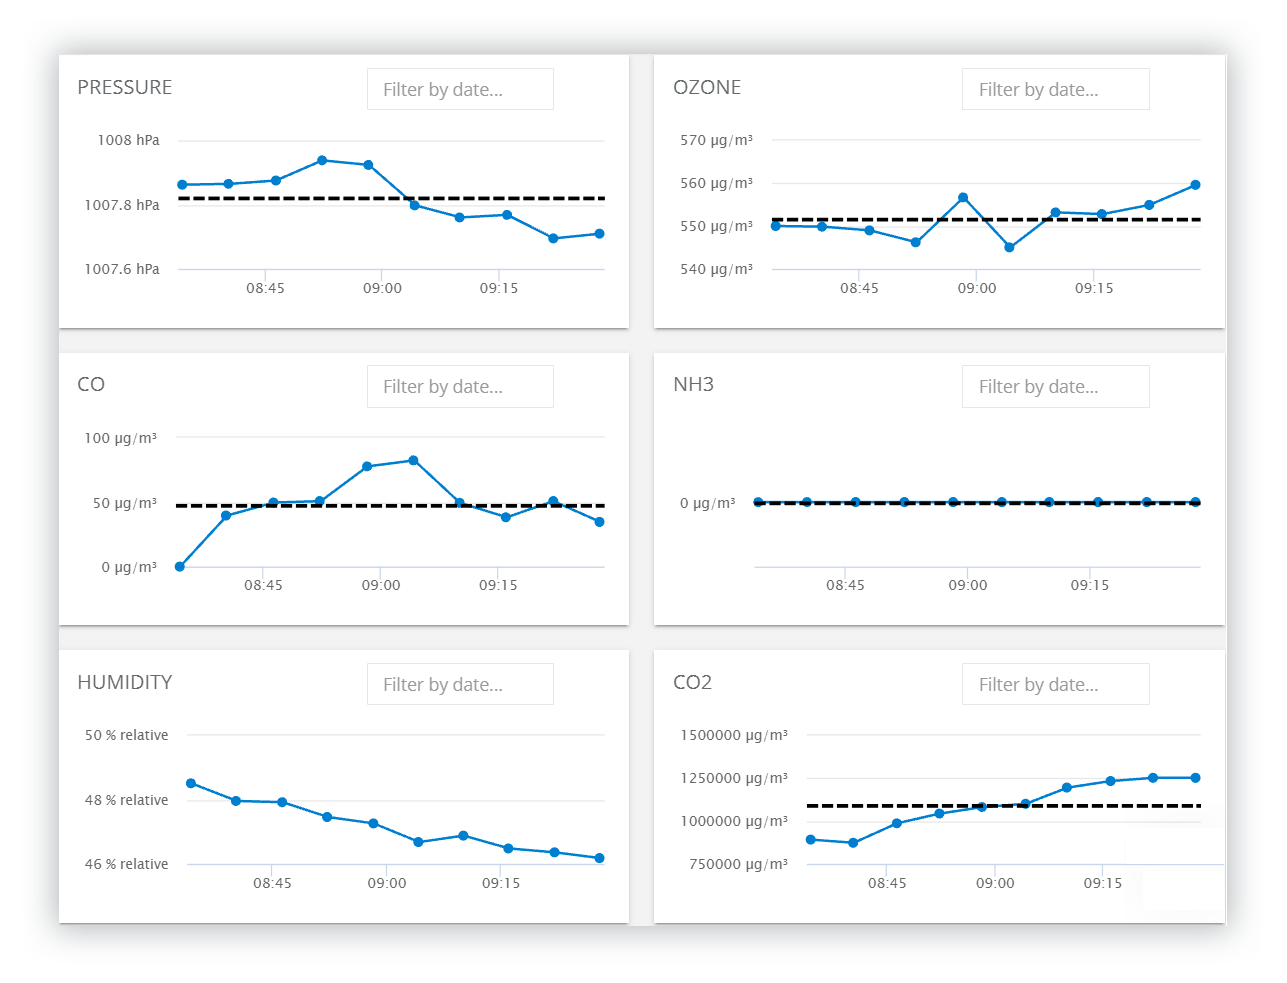 PRESSURE
Filter by date...
1008 hPa
1007.8 hPa
1007.6 hPa
08:45 09:00 09:15
OZONE
Filter by date...
570 µg/m³
560 µg/m³
550 µg/m³
540 µg/m³
08:45 09:00 09:15
CO
Filter by date...
100 µg/m³
50 µg/m³
0 µg/m³
08:45 09:00 09:15
NH3
Filter by date...
0 µg/m³
08:45 09:00 09:15
HUMIDITY
Filter by date...
50 % relative
48 % relative
46 % relative
08:45 09:00 09:15
CO2
Filter by date...
1500000 µg/m³
1250000 µg/m³
1000000 µg/m³
750000 µg/m³
08:45 09:00 09:15